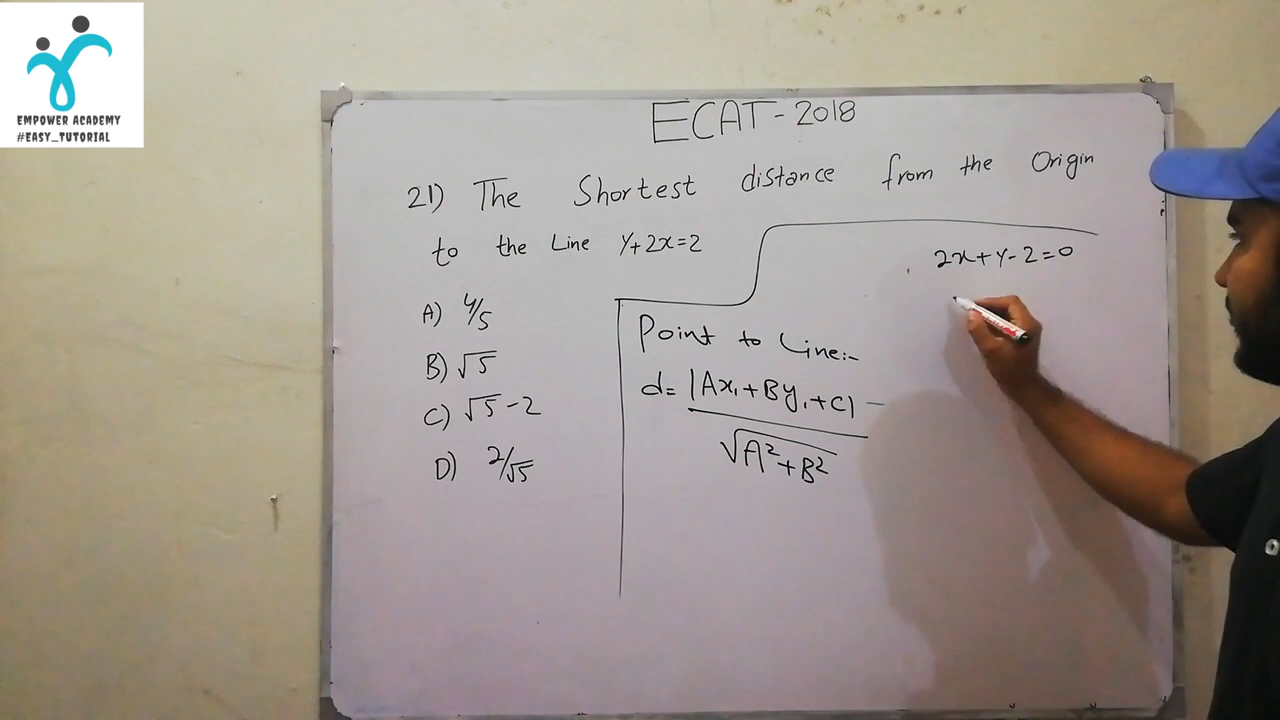 EMPOWER ACADEMY
#EASY_TUTORIAL
ECAT-2018
21) The Shortest distance from the Origin
to the Line y+2x=2
A) 4/5
B) √5
C) √5-2
D) 2/√5
Point to Line:-
d= |Ax₁+By₁+C|
√A²+B²
2x+y-2=0